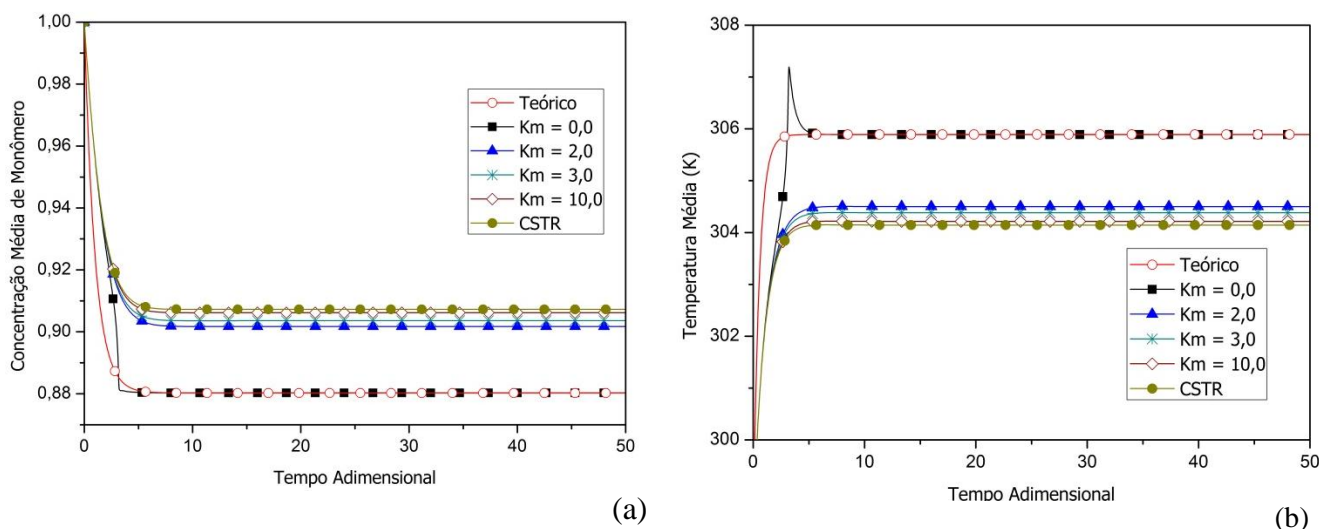 1,00
0,98
0,96
0,94
0,92
0,90
0,88
Concentração Média de Monômero
Teórico
Km = 0,0
Km = 2,0
Km = 3,0
Km = 10,0
CSTR
0 10 20 30 40 50
Tempo Adimensional
(a)
308
306
304
302
300
Temperatura Média (K)
Teórico
Km = 0,0
Km = 2,0
Km = 3,0
Km = 10,0
CSTR
0 10 20 30 40 50
Tempo Adimensional
(b)